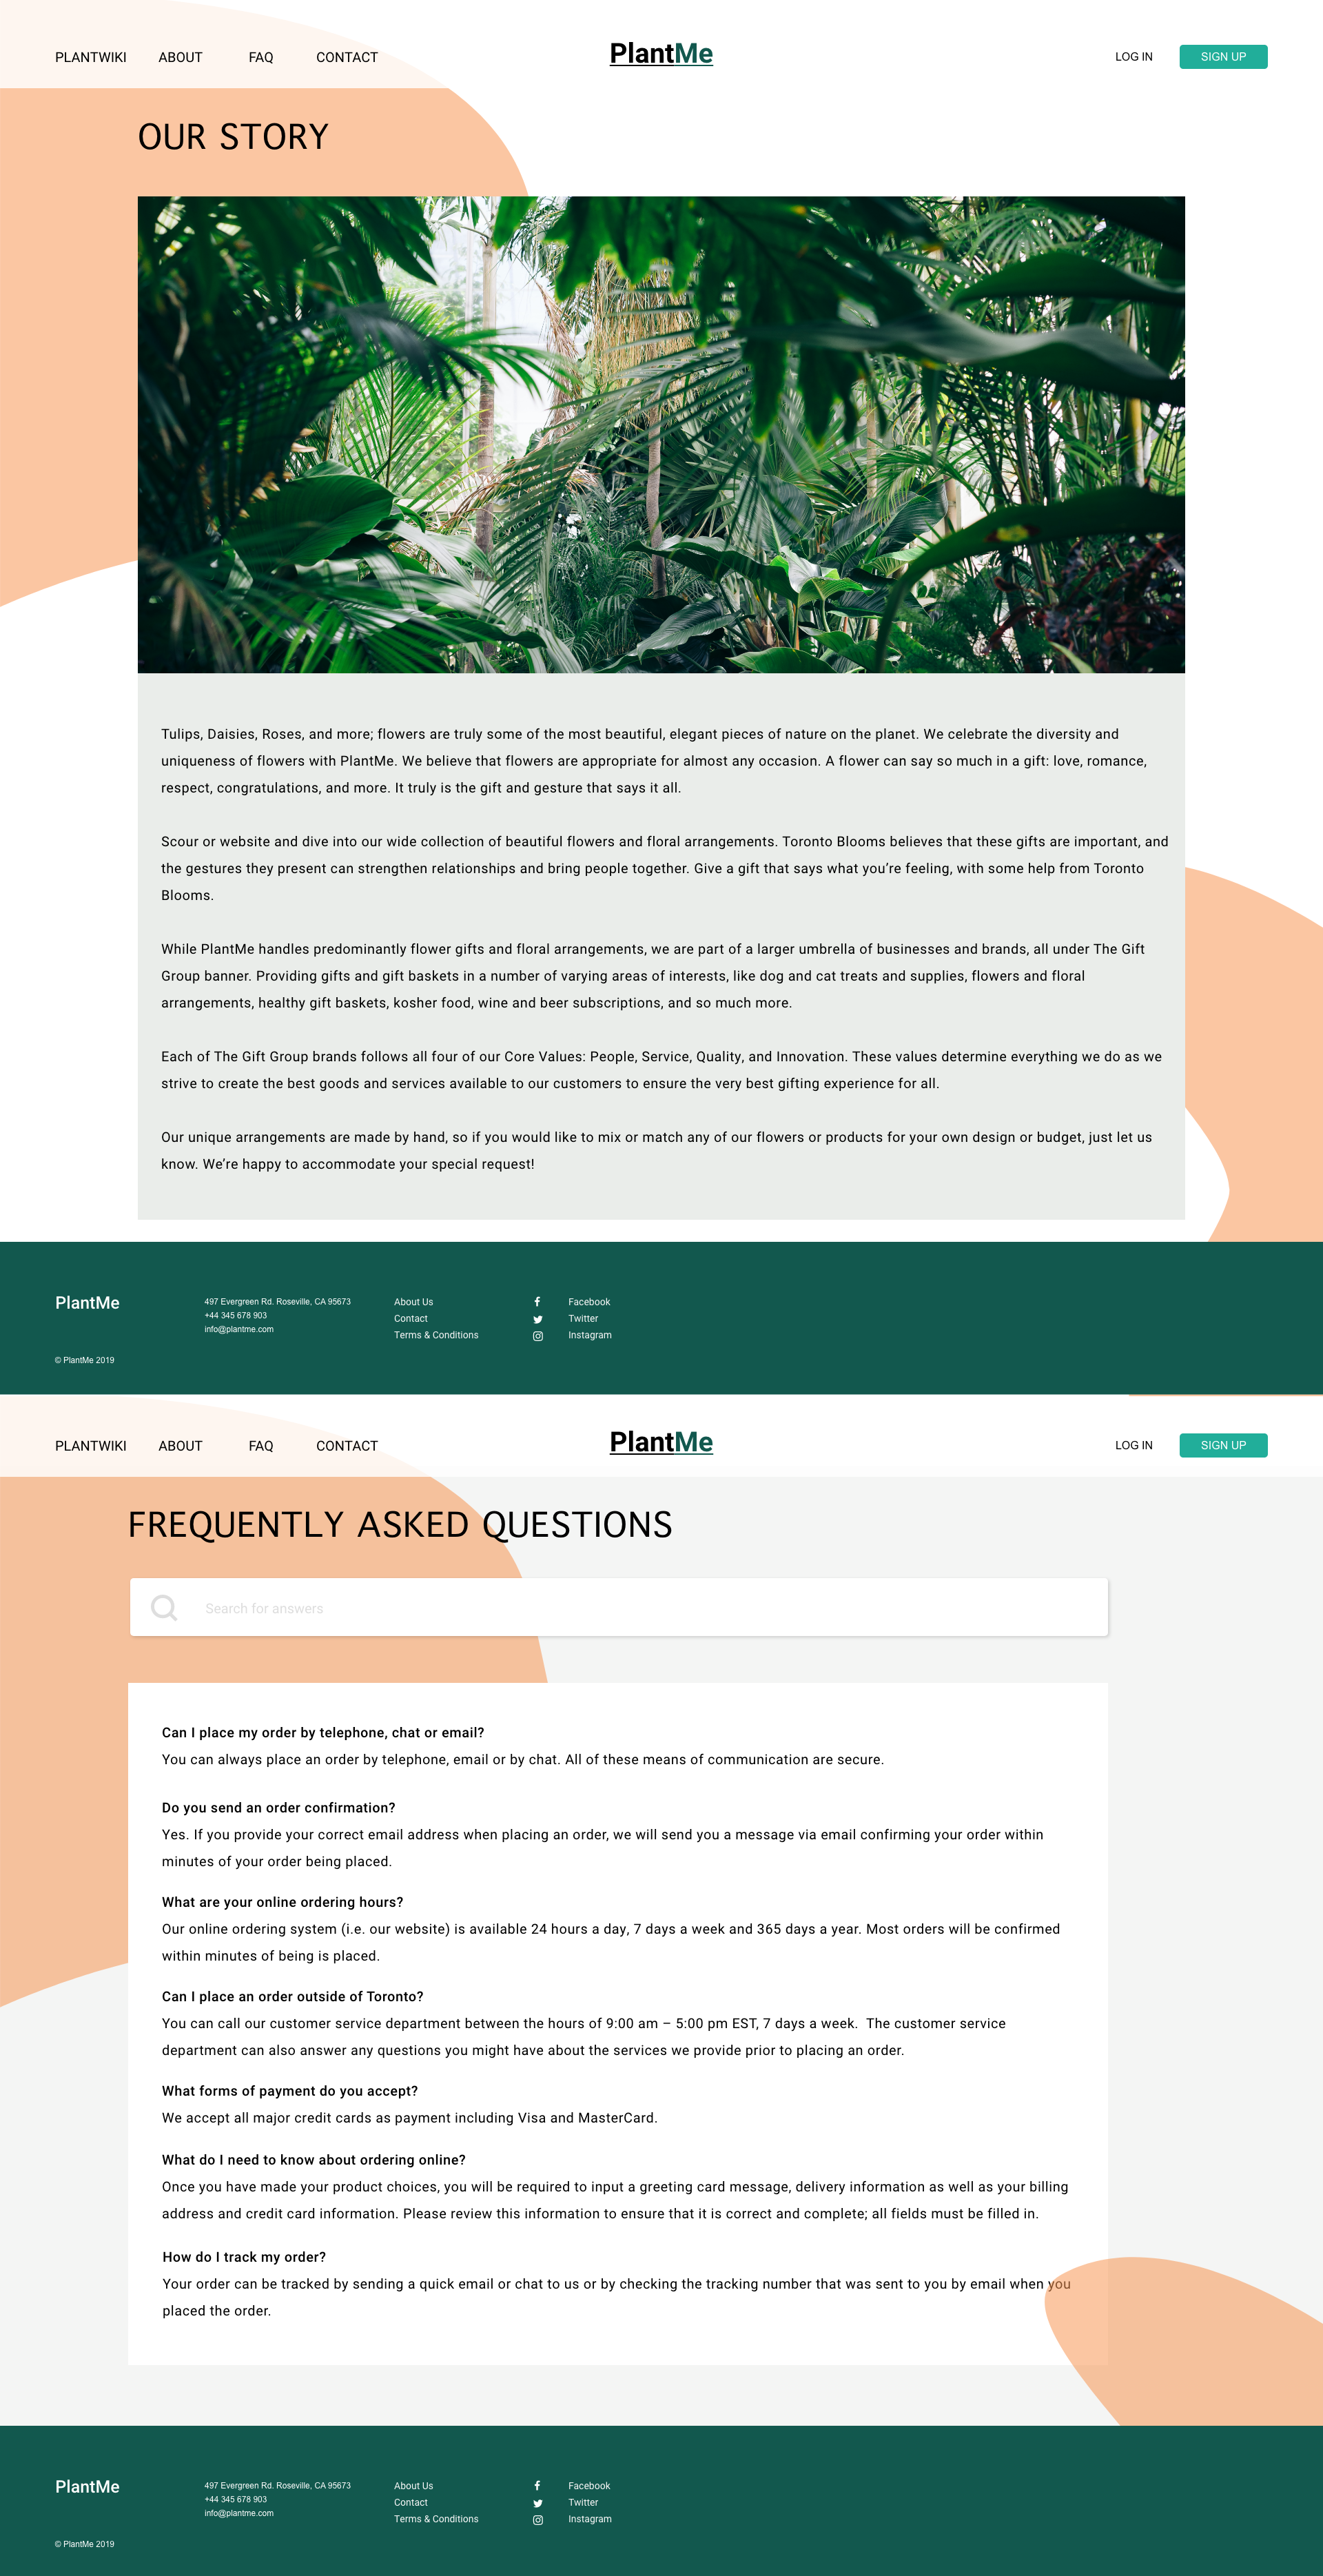 PLANTWIKI ABOUT FAQ CONTACT PlantMe LOG IN SIGN UP
OUR STORY
Tulips, Daisies, Roses, and more; flowers are truly some of the most beautiful, elegant pieces of nature on the planet. We celebrate the diversity and
uniqueness of flowers with PlantMe. We believe that flowers are appropriate for almost any occasion. A flower can say so much in a gift: love, romance,
respect, congratulations, and more. It truly is the gift and gesture that says it all.
Scour or website and dive into our wide collection of beautiful flowers and floral arrangements. Toronto Blooms believes that these gifts are important, and
the gestures they present can strengthen relationships and bring people together. Give a gift that says what you’re feeling, with some help from Toronto
Blooms.
While PlantMe handles predominantly flower gifts and floral arrangements, we are part of a larger umbrella of businesses and brands, all under The Gift
Group banner. Providing gifts and gift baskets in a number of varying areas of interests, like dog and cat treats and supplies, flowers and floral
arrangements, healthy gift baskets, kosher food, wine and beer subscriptions, and so much more.
Each of The Gift Group brands follows all four of our Core Values: People, Service, Quality, and Innovation. These values determine everything we do as we
strive to create the best goods and services available to our customers to ensure the very best gifting experience for all.
Our unique arrangements are made by hand, so if you would like to mix or match any of our flowers or products for your own design or budget, just let us
know. We’re happy to accommodate your special request!
PlantMe
497 Evergreen Rd. Roseville, CA 95673
+44 345 678 903
info@plantme.com
About Us
Contact
Terms & Conditions
Facebook
Twitter
Instagram
© PlantMe 2019
PLANTWIKI ABOUT FAQ CONTACT PlantMe LOG IN SIGN UP
FREQUENTLY ASKED QUESTIONS
Search for answers
Can I place my order by telephone, chat or email?
You can always place an order by telephone, email or by chat. All of these means of communication are secure.
Do you send an order confirmation?
Yes. If you provide your correct email address when placing an order, we will send you a message via email confirming your order within
minutes of your order being placed.
What are your online ordering hours?
Our online ordering system (i.e. our website) is available 24 hours a day, 7 days a week and 365 days a year. Most orders will be confirmed
within minutes of being is placed.
Can I place an order outside of Toronto?
You can call our customer service department between the hours of 9:00 am – 5:00 pm EST, 7 days a week. The customer service
department can also answer any questions you might have about the services we provide prior to placing an order.
What forms of payment do you accept?
We accept all major credit cards as payment including Visa and MasterCard.
What do I need to know about ordering online?
Once you have made your product choices, you will be required to input a greeting card message, delivery information as well as your billing
address and credit card information. Please review this information to ensure that it is correct and complete; all fields must be filled in.
How do I track my order?
Your order can be tracked by sending a quick email or chat to us or by checking the tracking number that was sent to you by email when you
placed the order.
PlantMe
497 Evergreen Rd. Roseville, CA 95673
+44 345 678 903
info@plantme.com
About Us
Contact
Terms & Conditions
Facebook
Twitter
Instagram
© PlantMe 2019